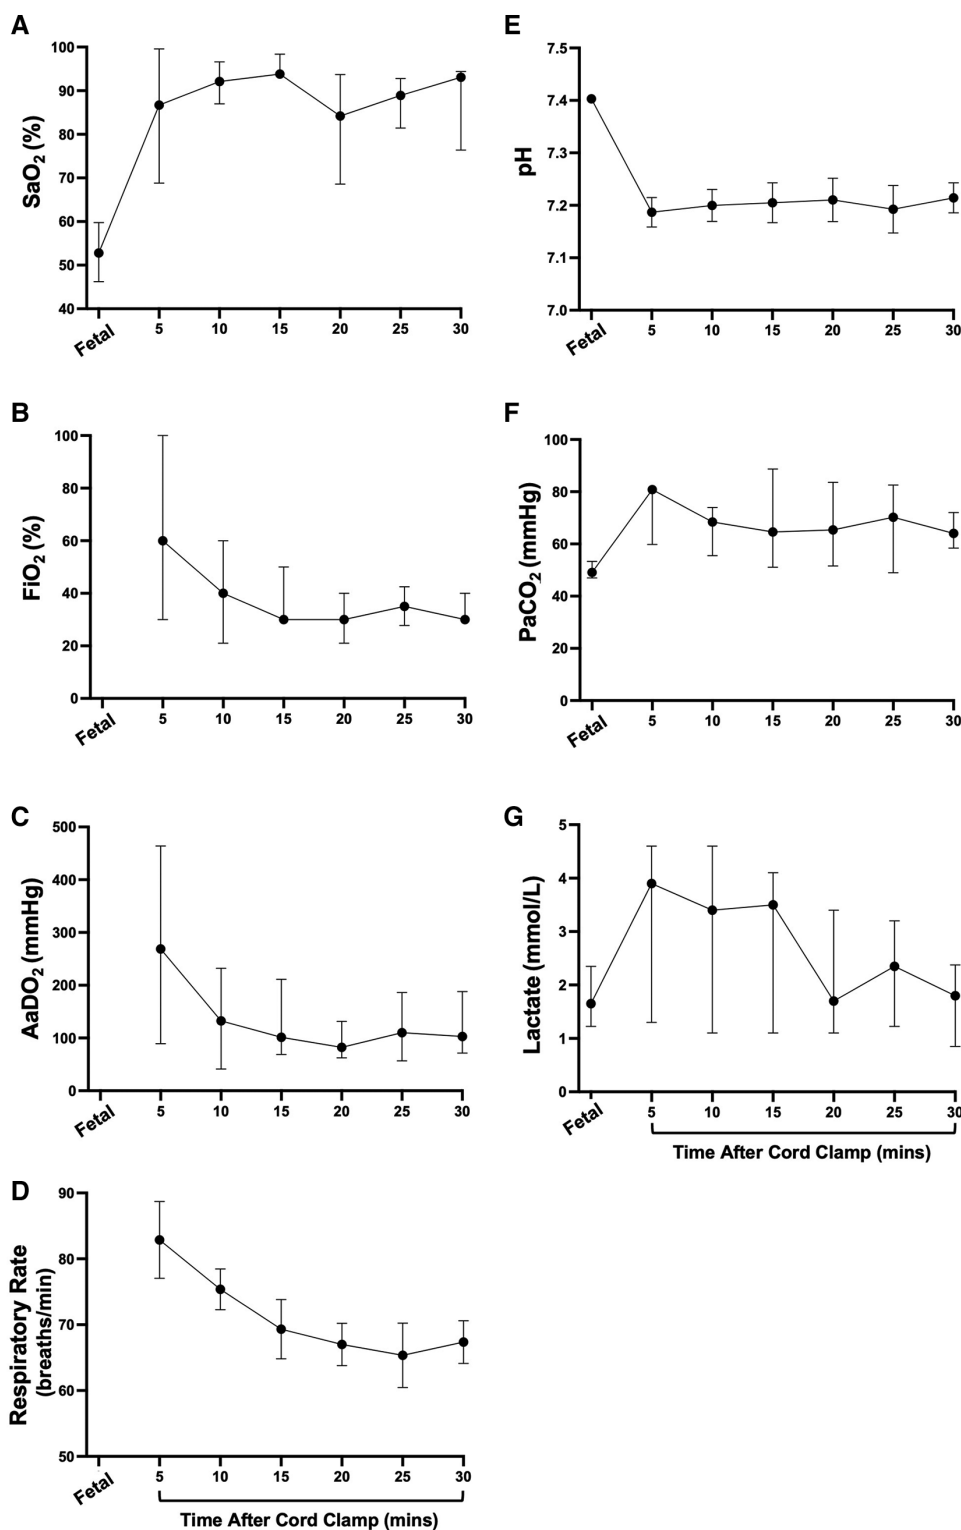 A
SaO2 (%)
100
90
80
70
60
50
40
Fetal 5 10 15 20 25 30
B
FiO2 (%)
100
80
60
40
20
0
Fetal 5 10 15 20 25 30
C
AaDO2 (mmHg)
500
400
300
200
100
0
Fetal 5 10 15 20 25 30
D
Respiratory Rate
(breaths/min)
90
80
70
60
50
Fetal 5 10 15 20 25 30
Time After Cord Clamp (mins)
E
pH
7.5
7.4
7.3
7.2
7.1
7.0
Fetal 5 10 15 20 25 30
F
PaCO2 (mmHg)
100
80
60
40
20
0
Fetal 5 10 15 20 25 30
G
Lactate (mmol/L)
5
4
3
2
1
0
Fetal 5 10 15 20 25 30
Time After Cord Clamp (mins)